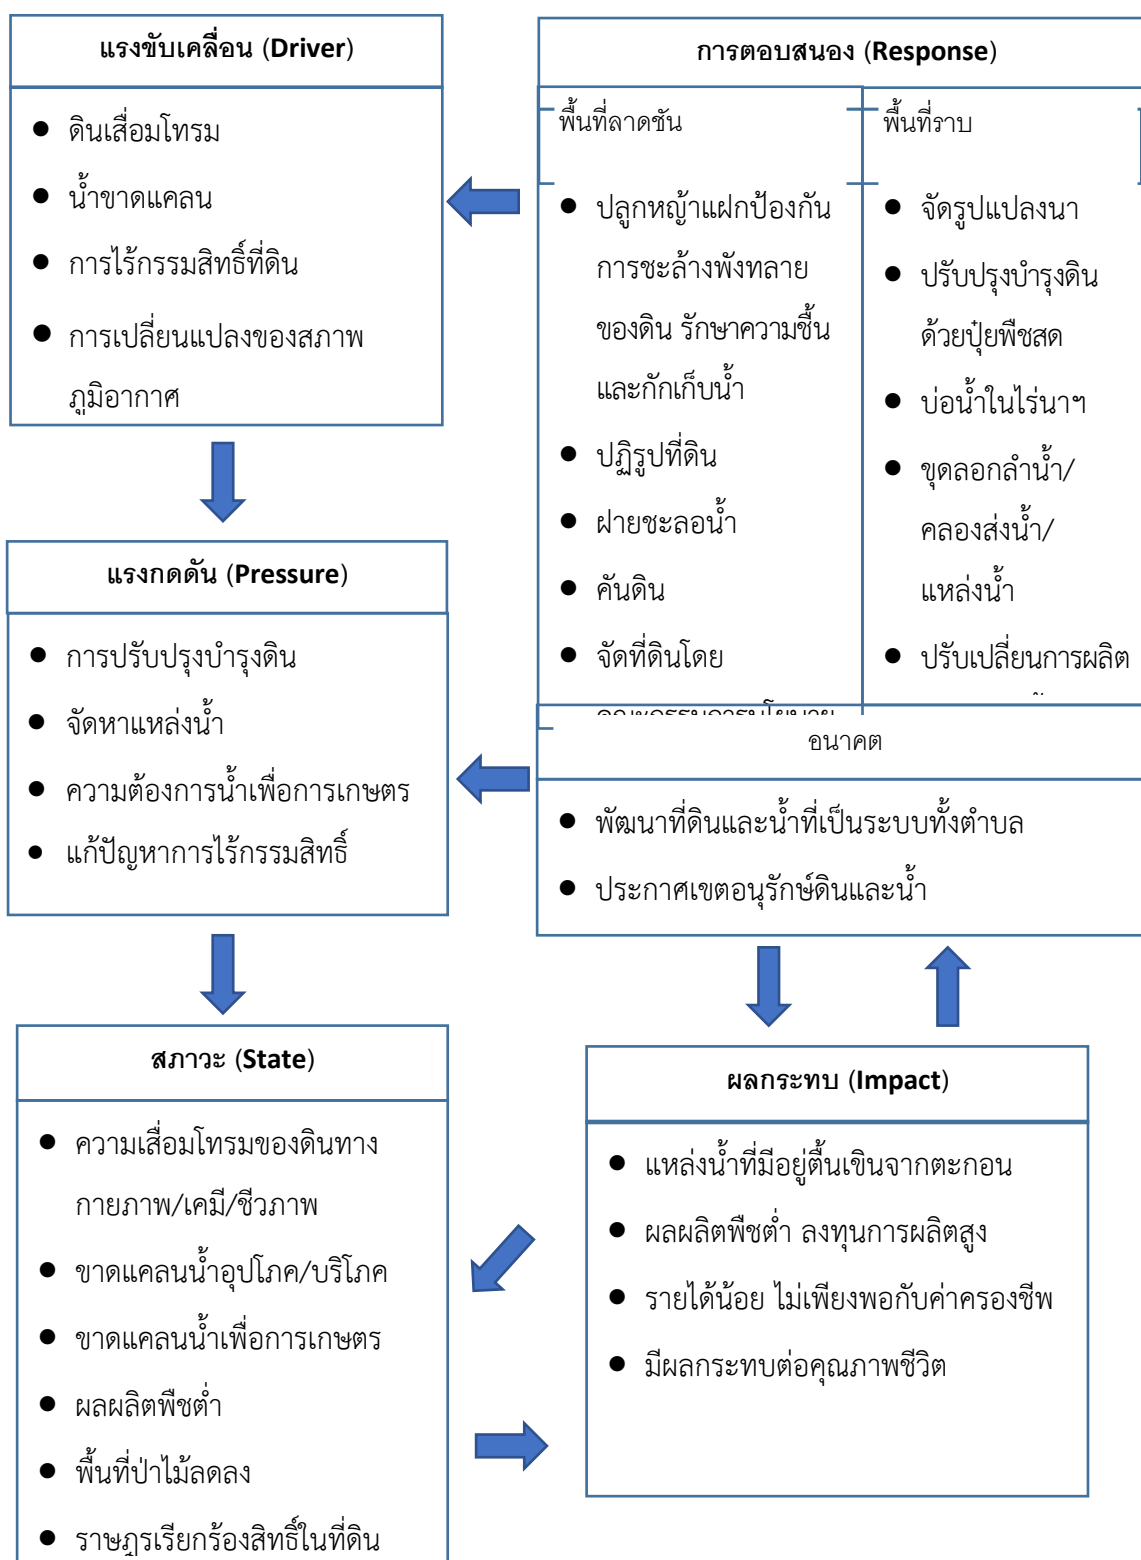 แรงขับเคลื่อน (Driver)
● ดินเสื่อมโทรม
● น้ำขาดแคลน
● การไร้กรรมสิทธิ์ที่ดิน
● การเปลี่ยนแปลงของสภาพ
ภูมิอากาศ
แรงกดดัน (Pressure)
● การปรับปรุงบำรุงดิน
● จัดหาแหล่งน้ำ
● ความต้องการน้ำเพื่อการเกษตร
● แก้ปัญหาการไร้กรรมสิทธิ์
สภาวะ (State)
● ความเสื่อมโทรมของดินทาง
กายภาพ/เคมี/ชีวภาพ
● ขาดแคลนน้ำอุปโภค/บริโภค
● ขาดแคลนน้ำเพื่อการเกษตร
● ผลผลิตพืชต่ำ
● พื้นที่ป่าไม้ลดลง
● ราษฎรเรียกร้องสิทธิ์ในที่ดิน
การตอบสนอง (Response)
พื้นที่ลาดชัน
● ปลูกหญ้าแฝกป้องกัน
การชะล้างพังทลาย
ของดิน รักษาความชื้น
และกักเก็บน้ำ
● ปฏิรูปที่ดิน
● ฝายชะลอน้ำ
● คันดิน
● จัดที่ดินโดย
คณะกรรมการนโยบาย
พื้นที่ราบ
● จัดรูปแปลงนา
● ปรับปรุงบำรุงดิน
ด้วยปุ๋ยพืชสด
● บ่อน้ำในไร่นาฯ
● ขุดลอกลำน้ำ/
คลองส่งน้ำ/
แหล่งน้ำ
● ปรับเปลี่ยนการผลิต
อนาคต
● พัฒนาที่ดินและน้ำที่เป็นระบบทั้งตำบล
● ประกาศเขตอนุรักษ์ดินและน้ำ
ผลกระทบ (Impact)
● แหล่งน้ำที่มีอยู่ตื้นเขินจากตะกอน
● ผลผลิตพืชต่ำ ลงทุนการผลิตสูง
● รายได้น้อย ไม่เพียงพอกับค่าครองชีพ
● มีผลกระทบต่อคุณภาพชีวิต